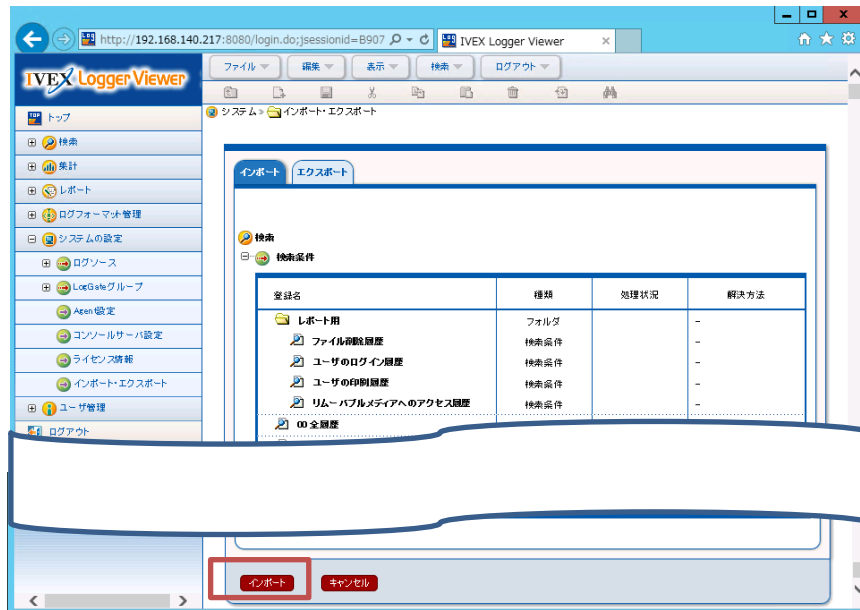 http://192.168.140.217:8080/login.do;jsessionid=B907
IVEX Logger Viewer
IVEX Logger Viewer
ファイル
編集
表示
検索
ログアウト
システム » インポート・エクスポート
TOP トップ
検索
集計
レポート
ログフォーマット管理
システムの設定
ログソース
LogGateグループ
Agent設定
コンソールサーバ設定
ライセンス情報
インポート・エクスポート
ユーザ管理
ログアウト
インポート
エクスポート
検索
検索条件
登録名 種類 処理状況 解決方法
レポート用 フォルダ -
ファイル削除履歴 検索条件 -
ユーザのログイン履歴 検索条件 -
ユーザの印刷履歴 検索条件 -
リムーバブルメディアへのアクセス履歴 検索条件 -
00 全履歴
インポート
キャンセル